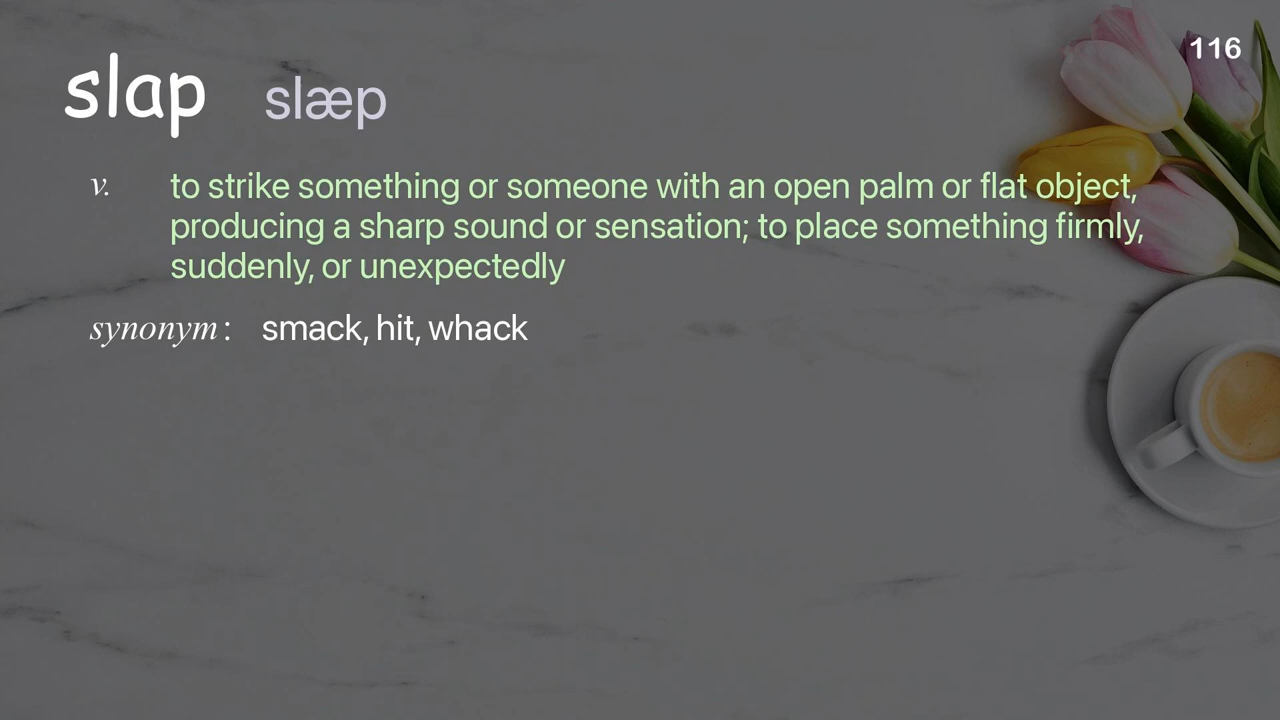 116
slap slæp
v. to strike something or someone with an open palm or flat object,
producing a sharp sound or sensation; to place something firmly,
suddenly, or unexpectedly
synonym: smack, hit, whack